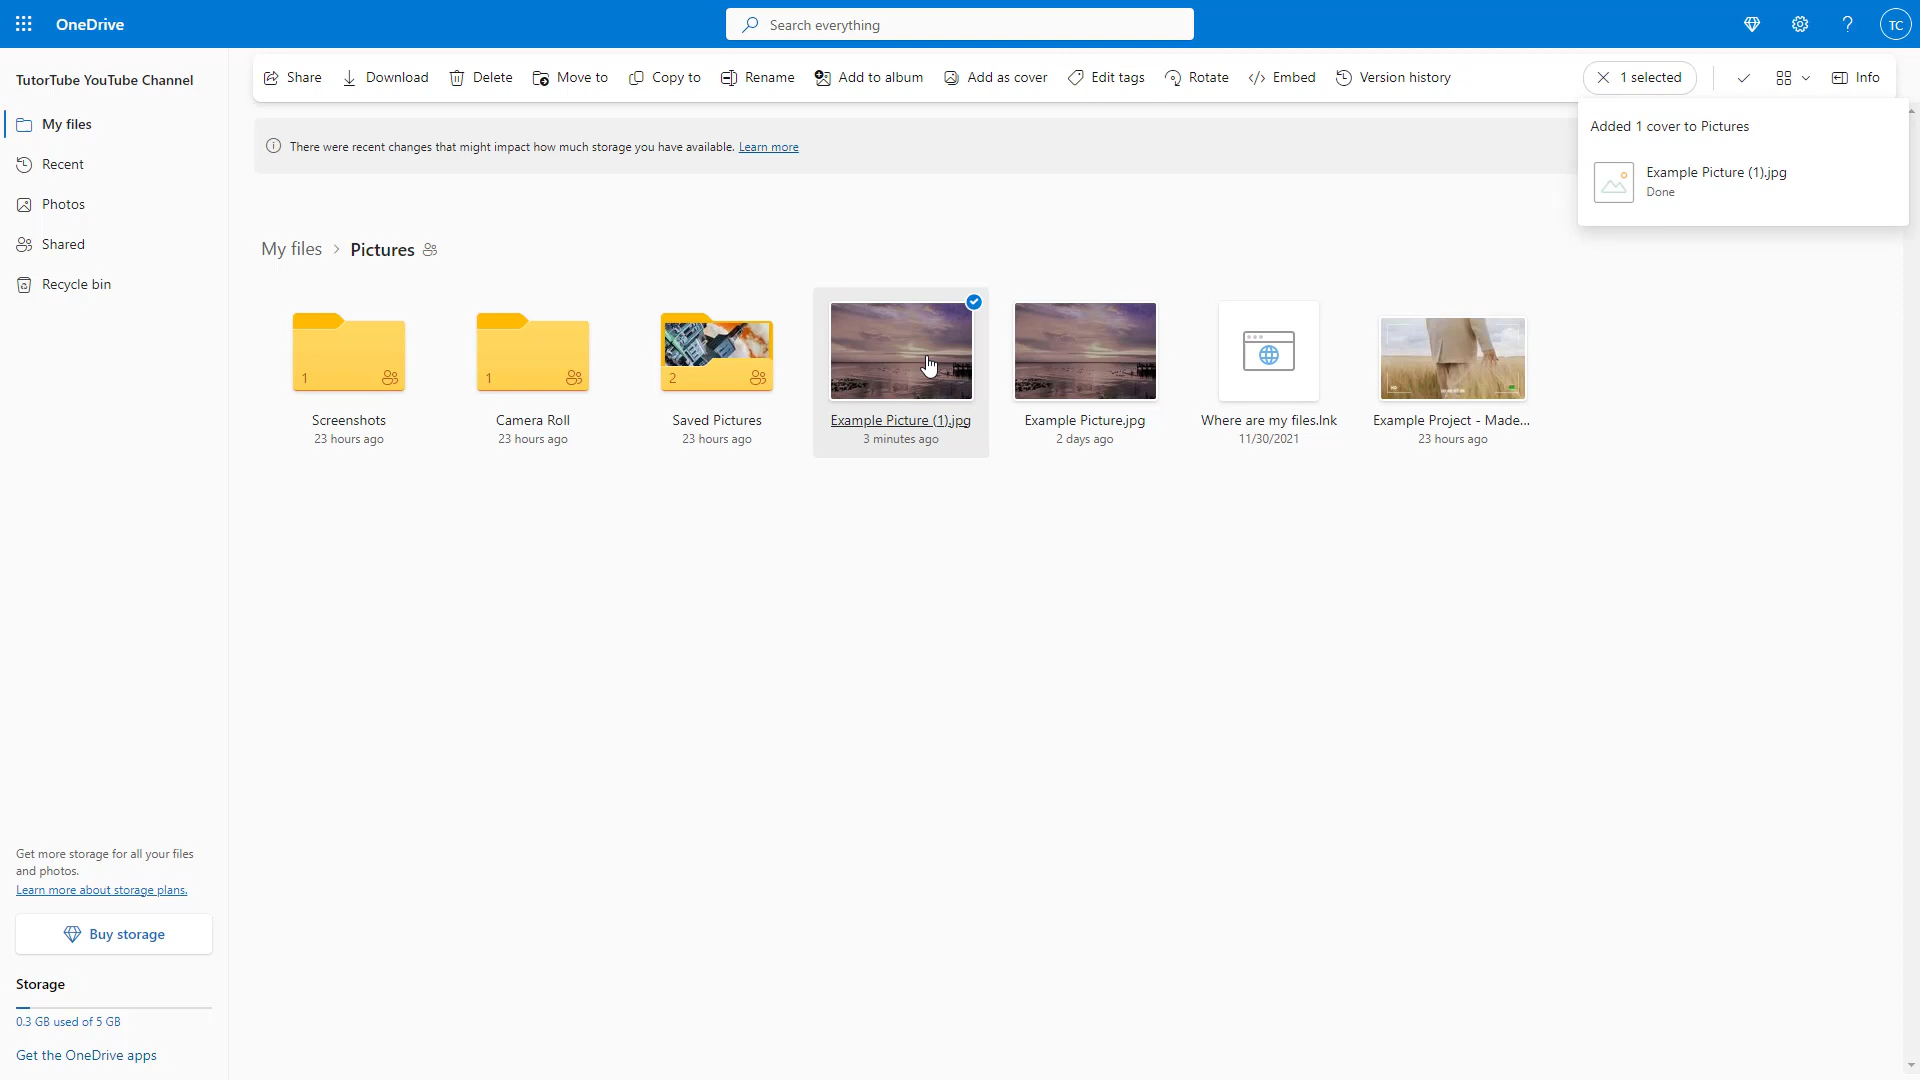 OneDrive
Search everything
TC
TutorTube YouTube Channel
Share
Download
Delete
Move to
Copy to
Rename
Add to album
Add as cover
Edit tags
Rotate
Embed
Version history
1 selected
Info
My files
Recent
Photos
Shared
Recycle bin
There were recent changes that might impact how much storage you have available. Learn more
Added 1 cover to Pictures
Example Picture (1).jpg
Done
My files > Pictures
1
Screenshots
23 hours ago
1
Camera Roll
23 hours ago
2
Saved Pictures
23 hours ago
Example Picture (1).jpg
3 minutes ago
Example Picture.jpg
2 days ago
Where are my files.lnk
11/30/2021
Example Project - Made...
23 hours ago
Get more storage for all your files
and photos.
Learn more about storage plans.
Buy storage
Storage
0.3 GB used of 5 GB
Get the OneDrive apps